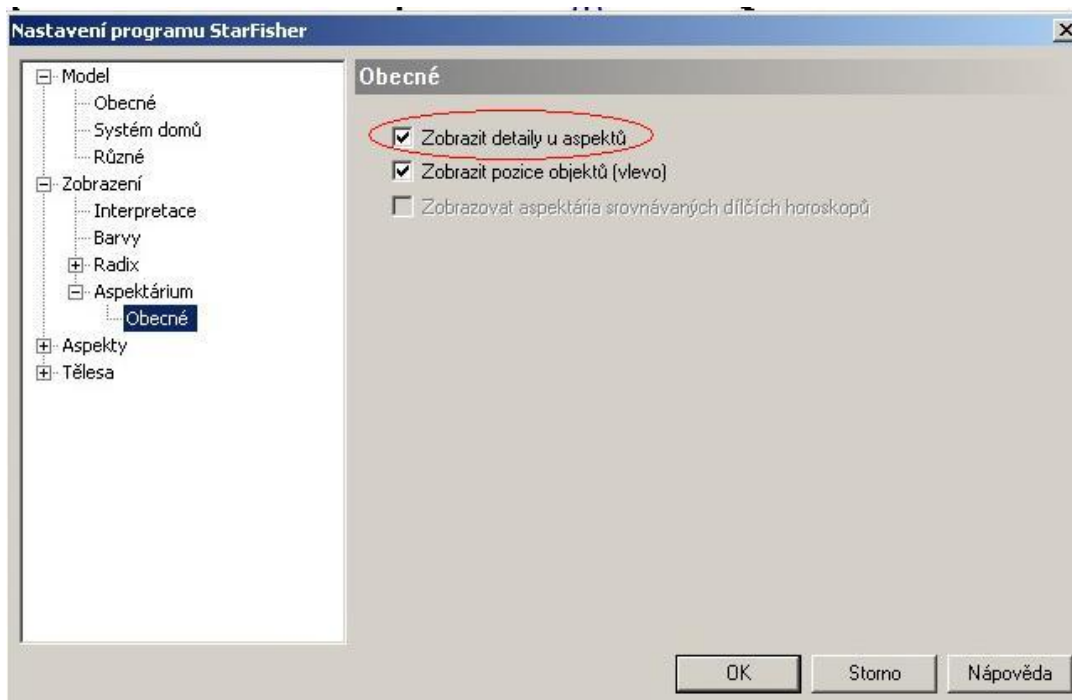 Nastavení programu StarFisher
Model
Obecné
Systém domů
Různé
Zobrazení
Interpretace
Barvy
Radix
Aspektárium
Obecné
Aspekty
Tělesa
Obecné
Zobrazit detaily u aspektů
Zobrazit pozice objektů (vlevo)
Zobrazovat aspektária srovnávaných dílčích horoskopů
OK
Storno
Nápověda